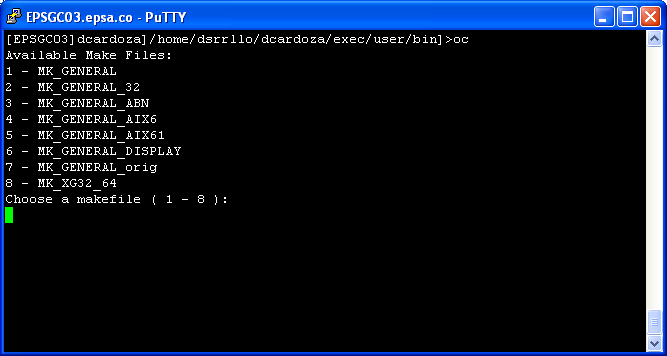 EPSGC03.epsa.co - PuTTY
[EPSGC03]dcardoza]/home/dsrrllo/dcardoza/exec/user/bin]>oc
Available Make Files:
1 - MK_GENERAL
2 - MK_GENERAL_32
3 - MK_GENERAL_ABN
4 - MK_GENERAL_AIX6
5 - MK_GENERAL_AIX61
6 - MK_GENERAL_DISPLAY
7 - MK_GENERAL_orig
8 - MK_XG32_64
Choose a makefile ( 1 - 8 ):